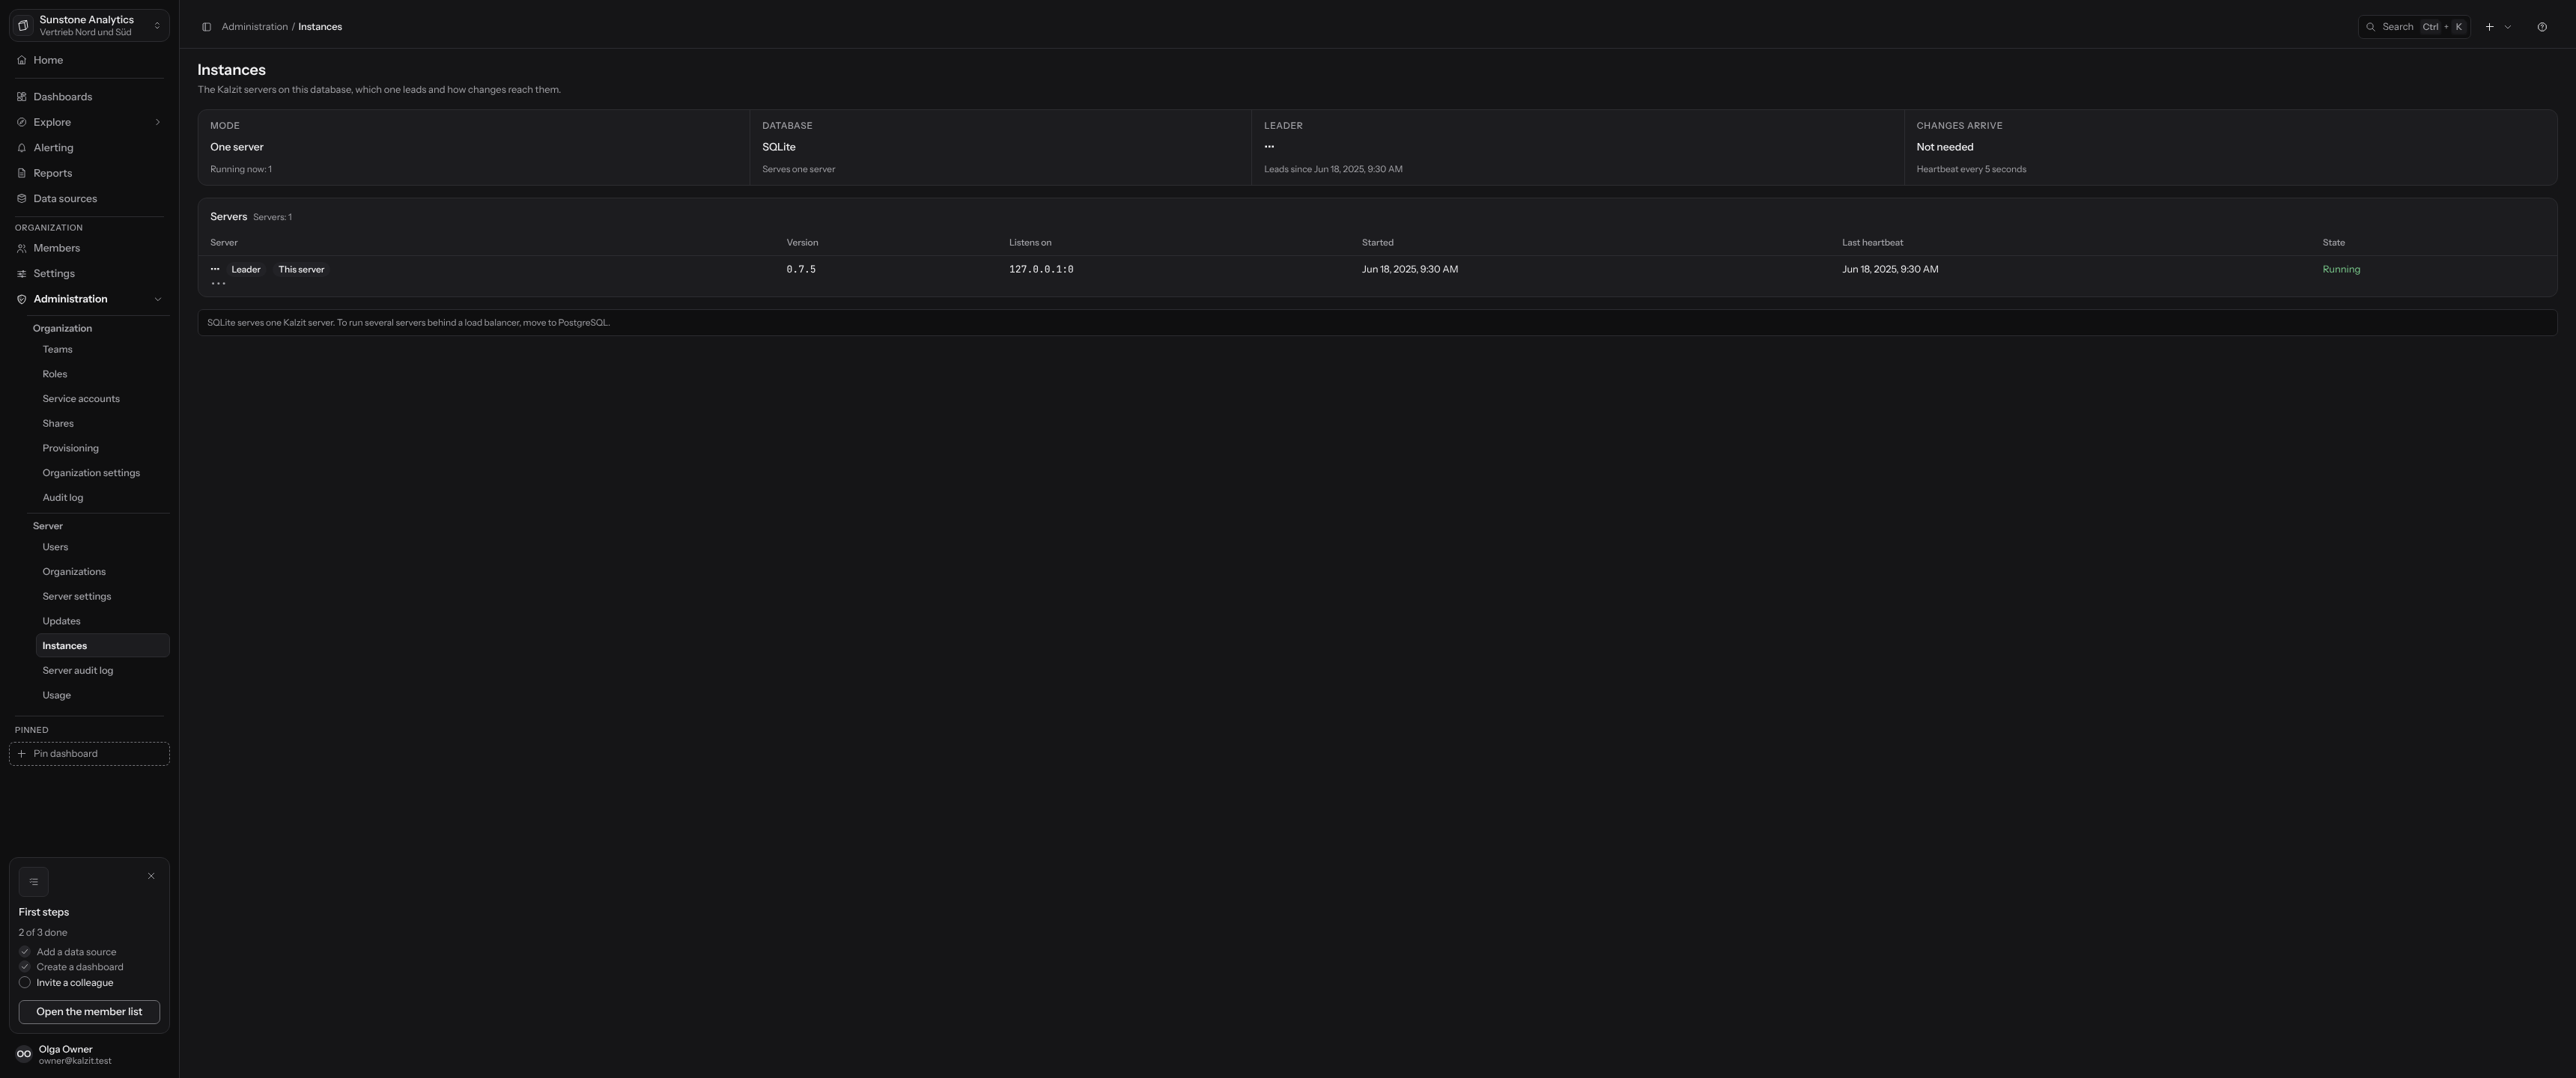 Sunstone Analytics
Vertrieb Nord und Süd
Home
Dashboards
Explore
Alerting
Reports
Data sources
ORGANIZATION
Members
Settings
Administration
Organization
Teams
Roles
Service accounts
Shares
Provisioning
Organization settings
Audit log
Server
Users
Organizations
Server settings
Updates
Instances
Server audit log
Usage
PINNED
Pin dashboard
First steps
2 of 3 done
Add a data source
Create a dashboard
Invite a colleague
Open the member list
OO
Olga Owner
owner@kalzit.test
Administration / Instances
Search Ctrl + K
Instances
The Kalzit servers on this database, which one leads and how changes reach them.
MODE
One server
Running now: 1
DATABASE
SQLite
Serves one server
LEADER
•••
Leads since Jun 18, 2025, 9:30 AM
CHANGES ARRIVE
Not needed
Heartbeat every 5 seconds
Servers Servers: 1
Server Version Listens on Started Last heartbeat State
••• Leader This server 0.7.5 127.0.0.1:0 Jun 18, 2025, 9:30 AM Jun 18, 2025, 9:30 AM Running
•••
SQLite serves one Kalzit server. To run several servers behind a load balancer, move to PostgreSQL.